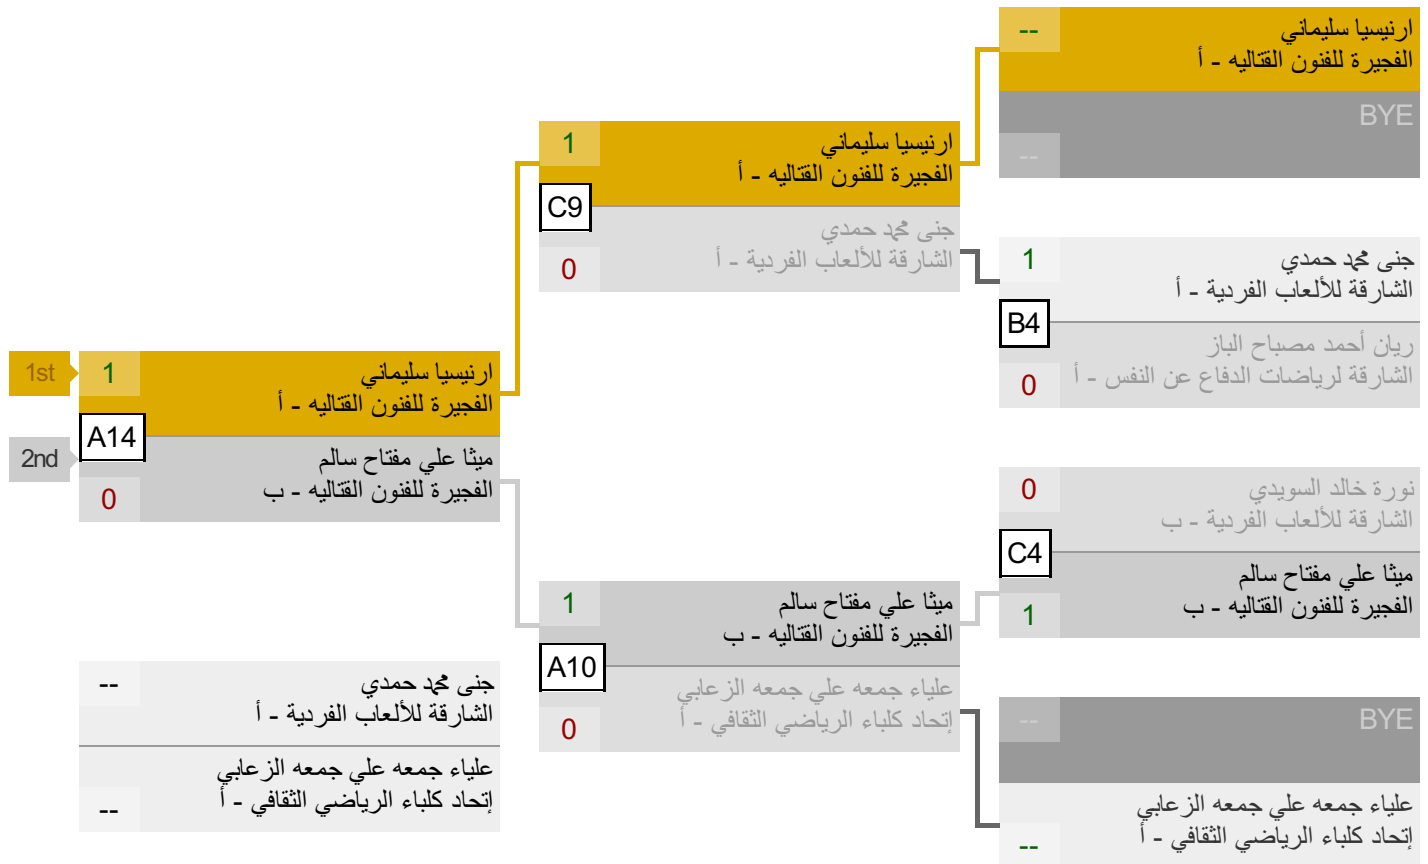 --
ارنيسيا سليماني
الفجيرة للفنون القتاليه - أ
BYE
--
1
ارنيسيا سليماني
الفجيرة للفنون القتاليه - أ
C9
جنى محمد حمدي
الشارقة للألعاب الفردية - أ
0
1
جنى محمد حمدي
الشارقة للألعاب الفردية - أ
B4
ريان أحمد مصباح الباز
الشارقة لرياضات الدفاع عن النفس - أ
0
1st
1
ارنيسيا سليماني
الفجيرة للفنون القتاليه - أ
A14
2nd
ميثا علي مفتاح سالم
الفجيرة للفنون القتاليه - ب
0
0
نورة خالد السويدي
الشارقة للألعاب الفردية - ب
C4
ميثا علي مفتاح سالم
الفجيرة للفنون القتاليه - ب
1
1
ميثا علي مفتاح سالم
الفجيرة للفنون القتاليه - ب
A10
علياء جمعه علي جمعه الزعابي
إتحاد كلباء الرياضي الثقافي - أ
0
--
جنى محمد حمدي
الشارقة للألعاب الفردية - أ
علياء جمعه علي جمعه الزعابي
إتحاد كلباء الرياضي الثقافي - أ
--
--
BYE
علياء جمعه علي جمعه الزعابي
إتحاد كلباء الرياضي الثقافي - أ
--